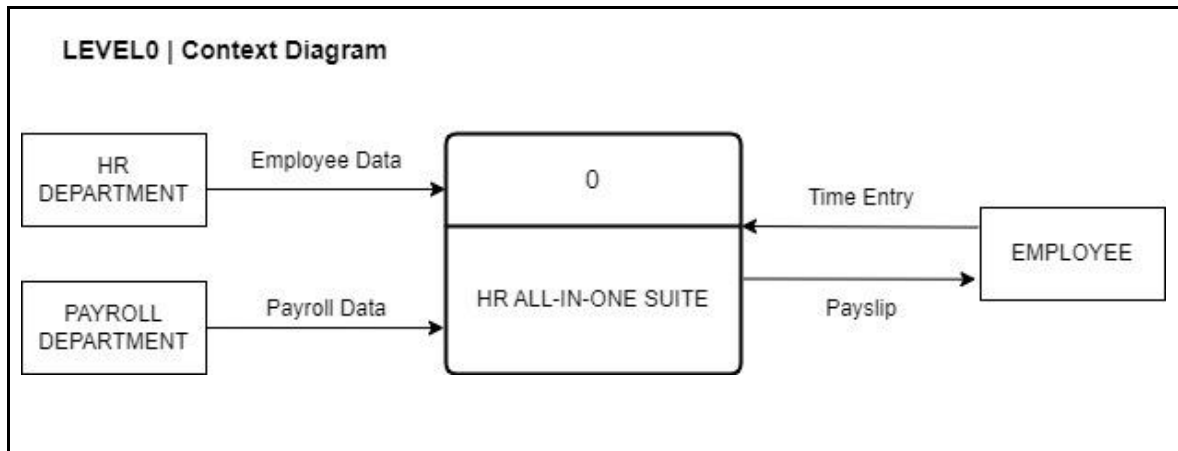 LEVEL0 | Context Diagram
HR
DEPARTMENT
Employee Data
0
Time Entry
EMPLOYEE
HR ALL-IN-ONE SUITE
Payslip
PAYROLL
DEPARTMENT
Payroll Data